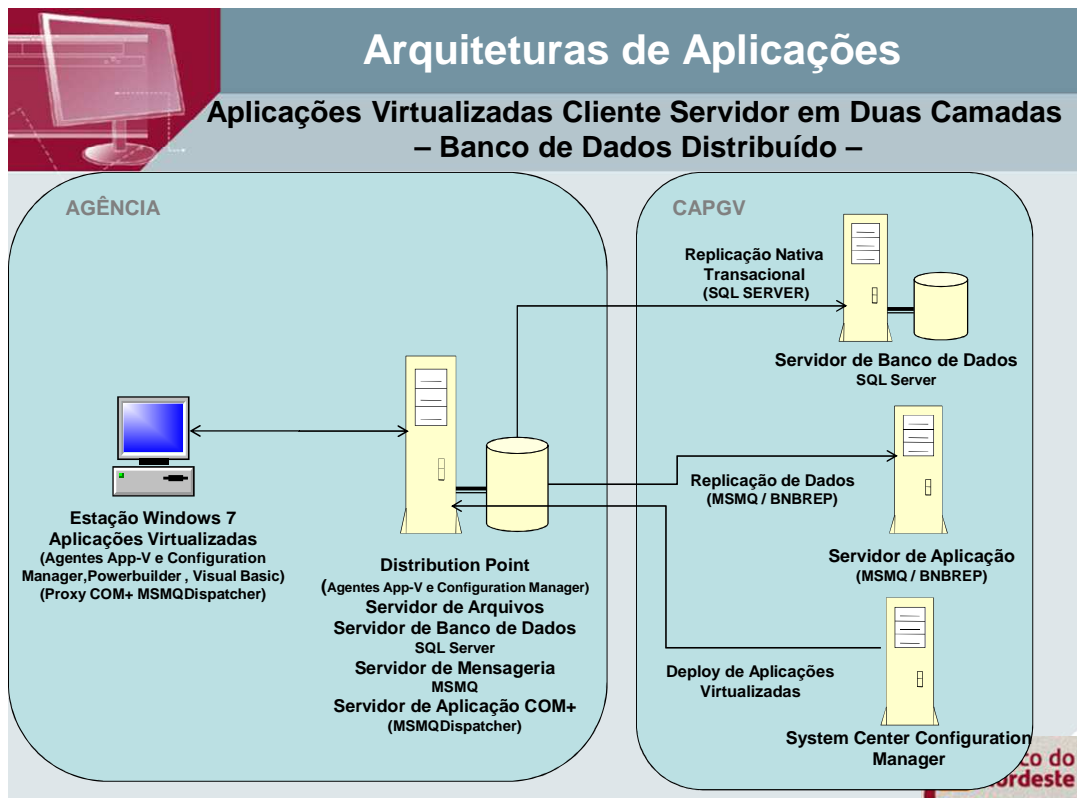 Arquiteturas de Aplicações
Aplicações Virtualizadas Cliente Servidor em Duas Camadas
– Banco de Dados Distribuído –
AGÊNCIA
Estação Windows 7
Aplicações Virtualizadas
(Agentes App-V e Configuration
Manager,Powerbuilder , Visual Basic)
(Proxy COM+ MSMQDispatcher)
Distribution Point
(Agentes App-V e Configuration Manager)
Servidor de Arquivos
Servidor de Banco de Dados
SQL Server
Servidor de Mensageria
MSMQ
Servidor de Aplicação COM+
(MSMQDispatcher)
CAPGV
Replicação Nativa
Transacional
(SQL SERVER)
Servidor de Banco de Dados
SQL Server
Replicação de Dados
(MSMQ / BNBREP)
Servidor de Aplicação
(MSMQ / BNBREP)
Deploy de Aplicações
Virtualizadas
System Center Configuration
Manager
co do
ordeste